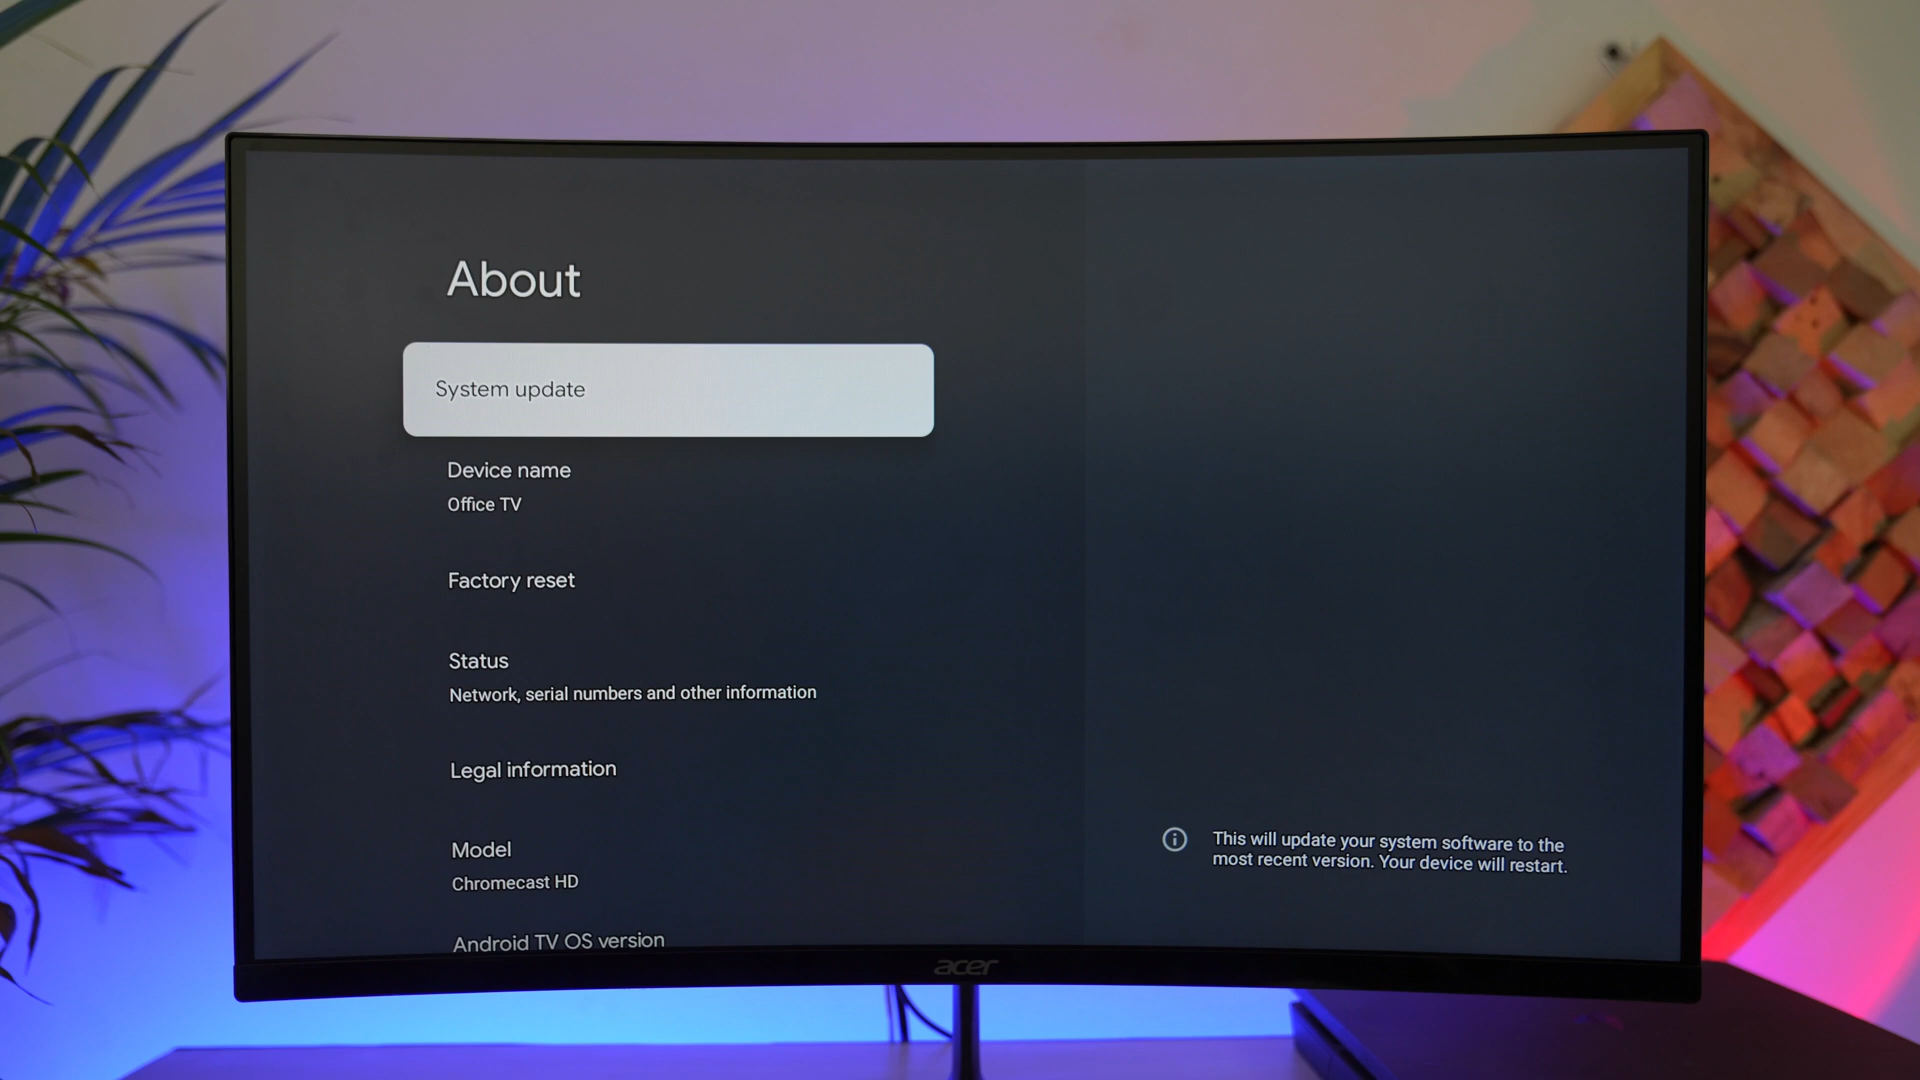 About
System update
Device name
Office TV
Factory reset
Status
Network, serial numbers and other information
Legal information
Model
Chromecast HD
Android TV OS version
This will update your system software to the
most recent version. Your device will restart.
acer